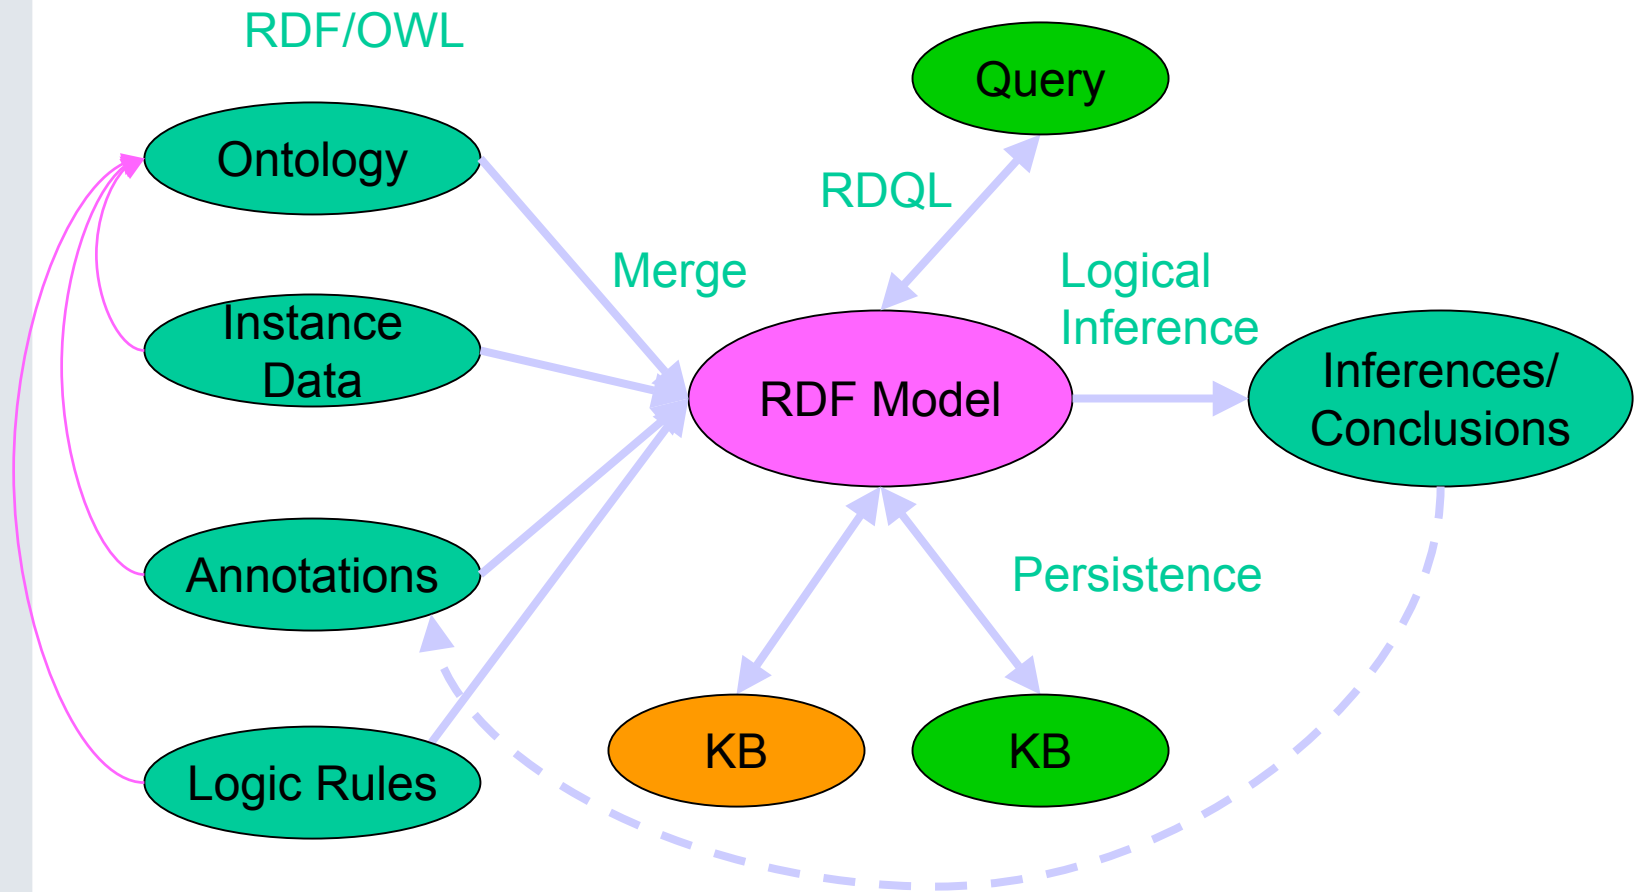 RDF/OWL
Query
Ontology
RDQL
Merge
Logical
Inference
Instance
Data
RDF Model
Inferences/
Conclusions
Annotations
Persistence
KB
KB
Logic Rules